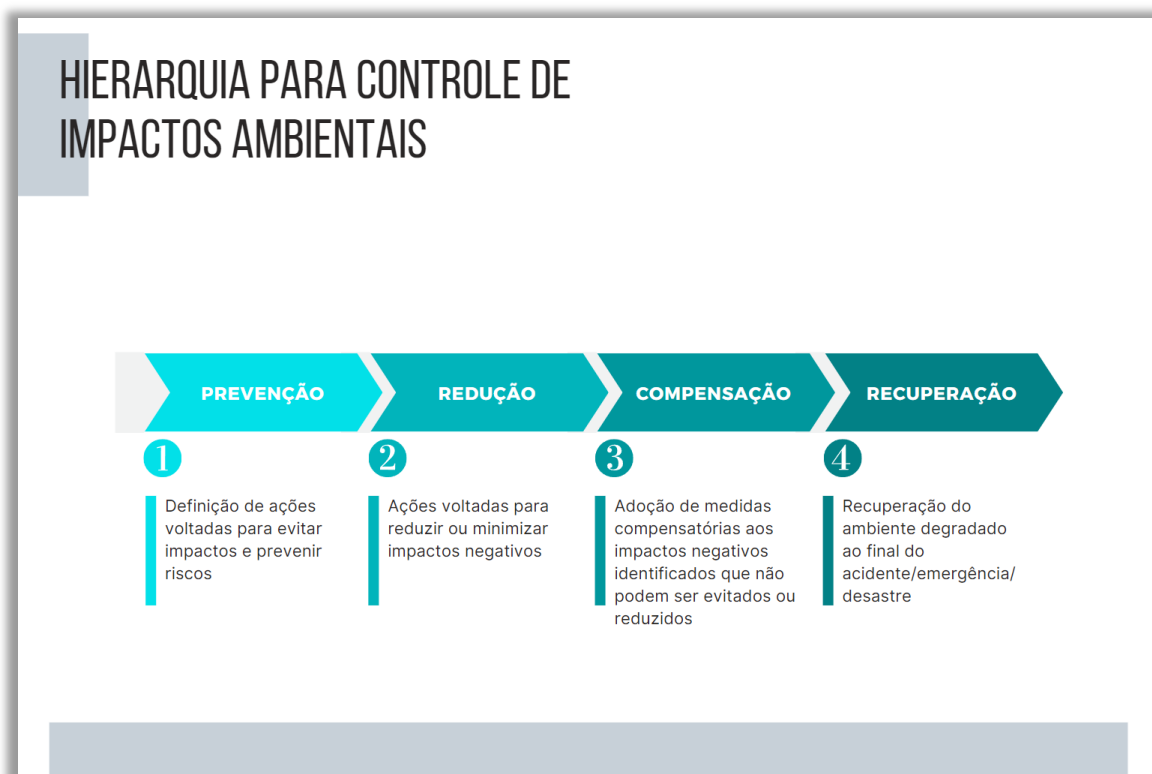 HIERARQUIA PARA CONTROLE DE
IMPACTOS AMBIENTAIS
PREVENÇÃO
1
Definição de ações
voltadas para evitar
impactos e prevenir
riscos
REDUÇÃO
2
Ações voltadas para
reduzir ou minimizar
impactos negativos
COMPENSAÇÃO
3
Adoção de medidas
compensatórias aos
impactos negativos
identificados que não
podem ser evitados ou
reduzidos
RECUPERAÇÃO
4
Recuperação do
ambiente degradado
ao final do
acidente/emergência/
desastre